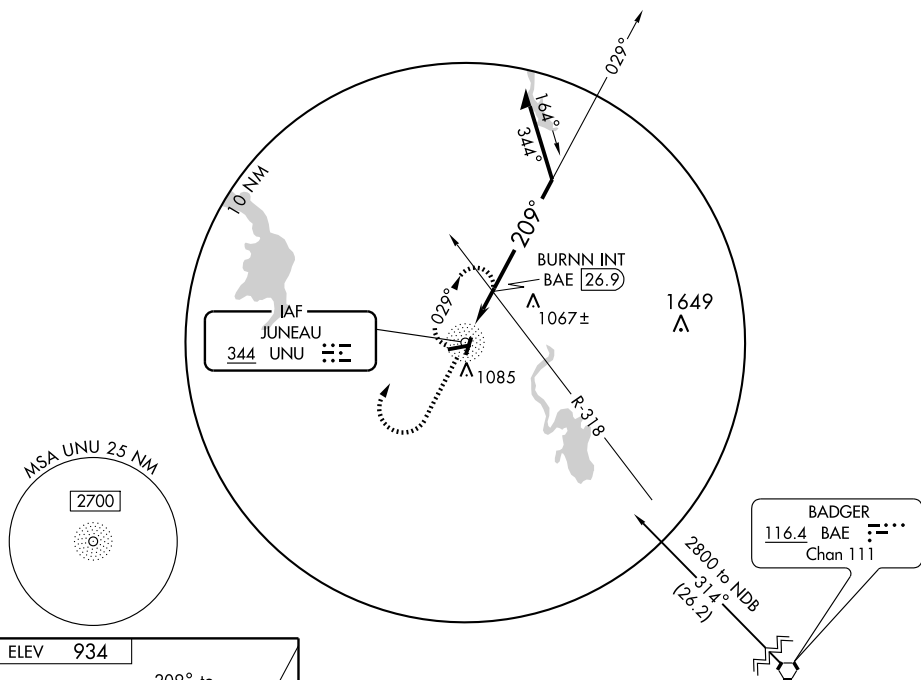 029°
164°
344°
10 NM
209°
BURNN INT
BAE 26.9
029°
1067±
1649
IAF
JUNEAU
344 UNU
1085
R-318
MSA UNU 25 NM
2700
BADGER
116.4 BAE
Chan 111
2800 to NDB
314°
(26.2)
ELEV 934
209° to